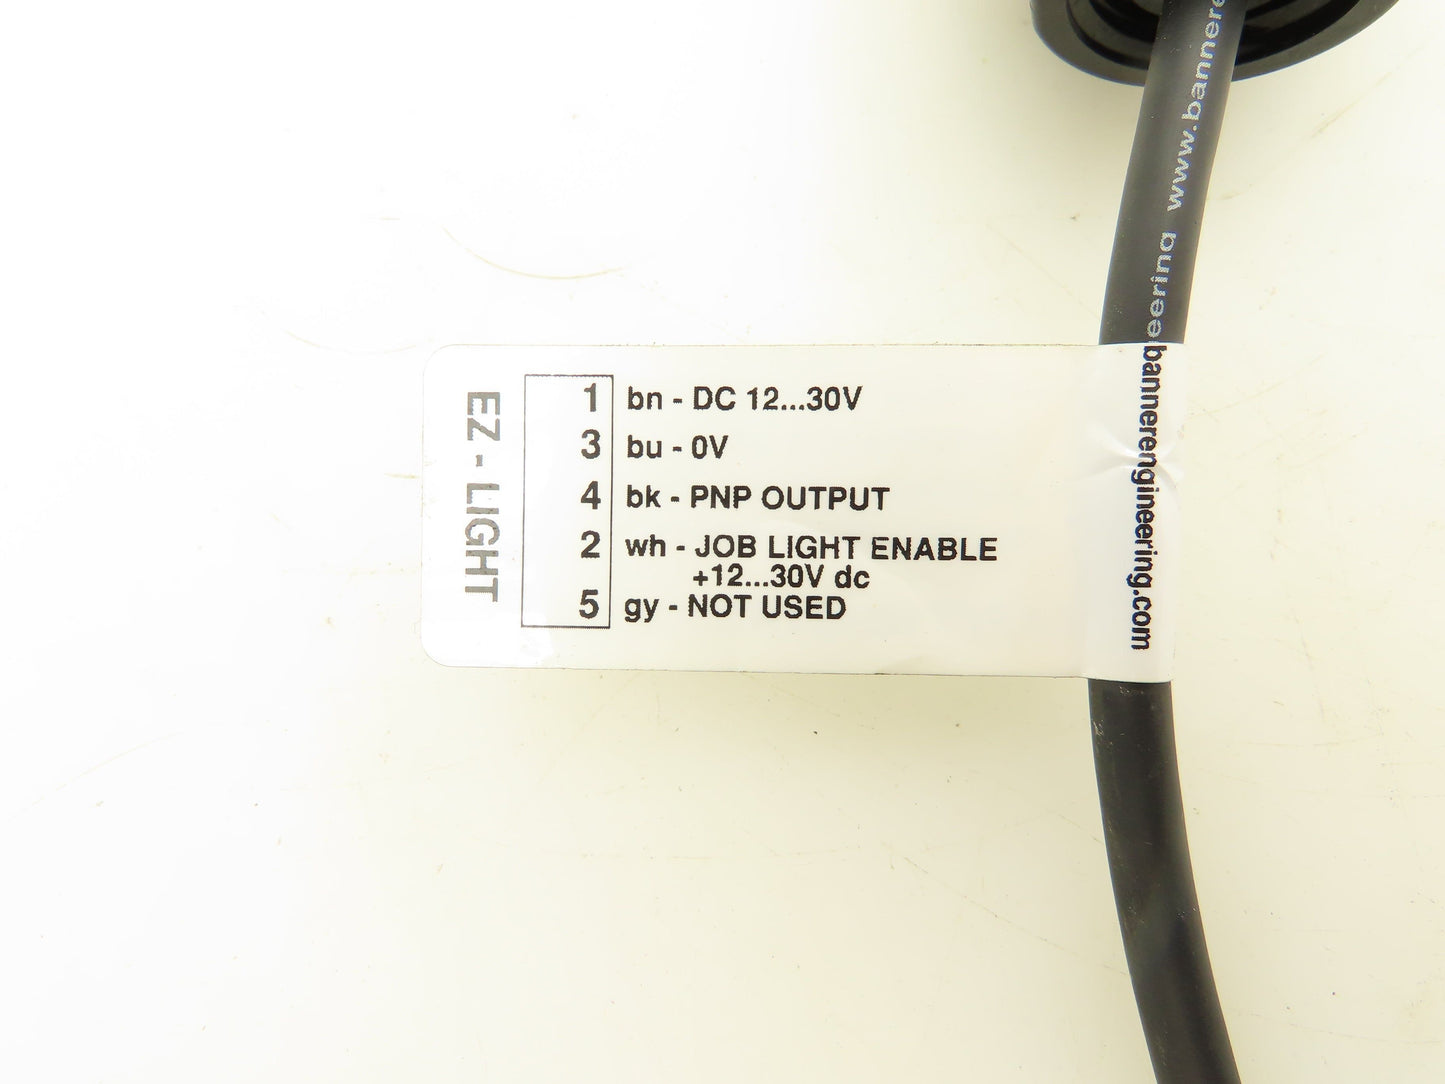 www.banner
eering
EZ - LIGHT
1 bn - DC 12...30V
3 bu - 0V
4 bk - PNP OUTPUT
2 wh - JOB LIGHT ENABLE
+12...30V dc
5 gy - NOT USED
bannerengineering.com